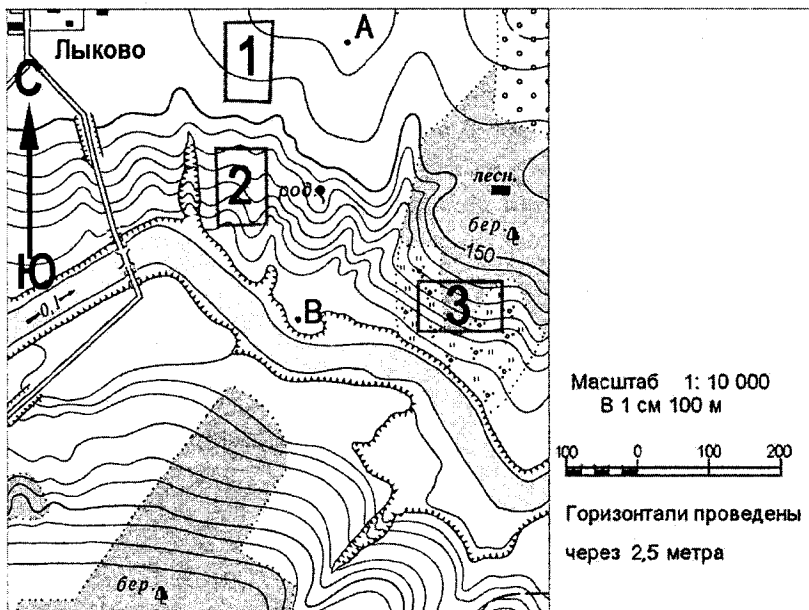 Лыково
А
1
С
2
род.
лесн.
бер.
150
Ю
0,1
В
3
Масштаб 1: 10 000
В 1 см 100 м
100 0 100 200
Горизонтали проведены
через 2,5 метра
бер.